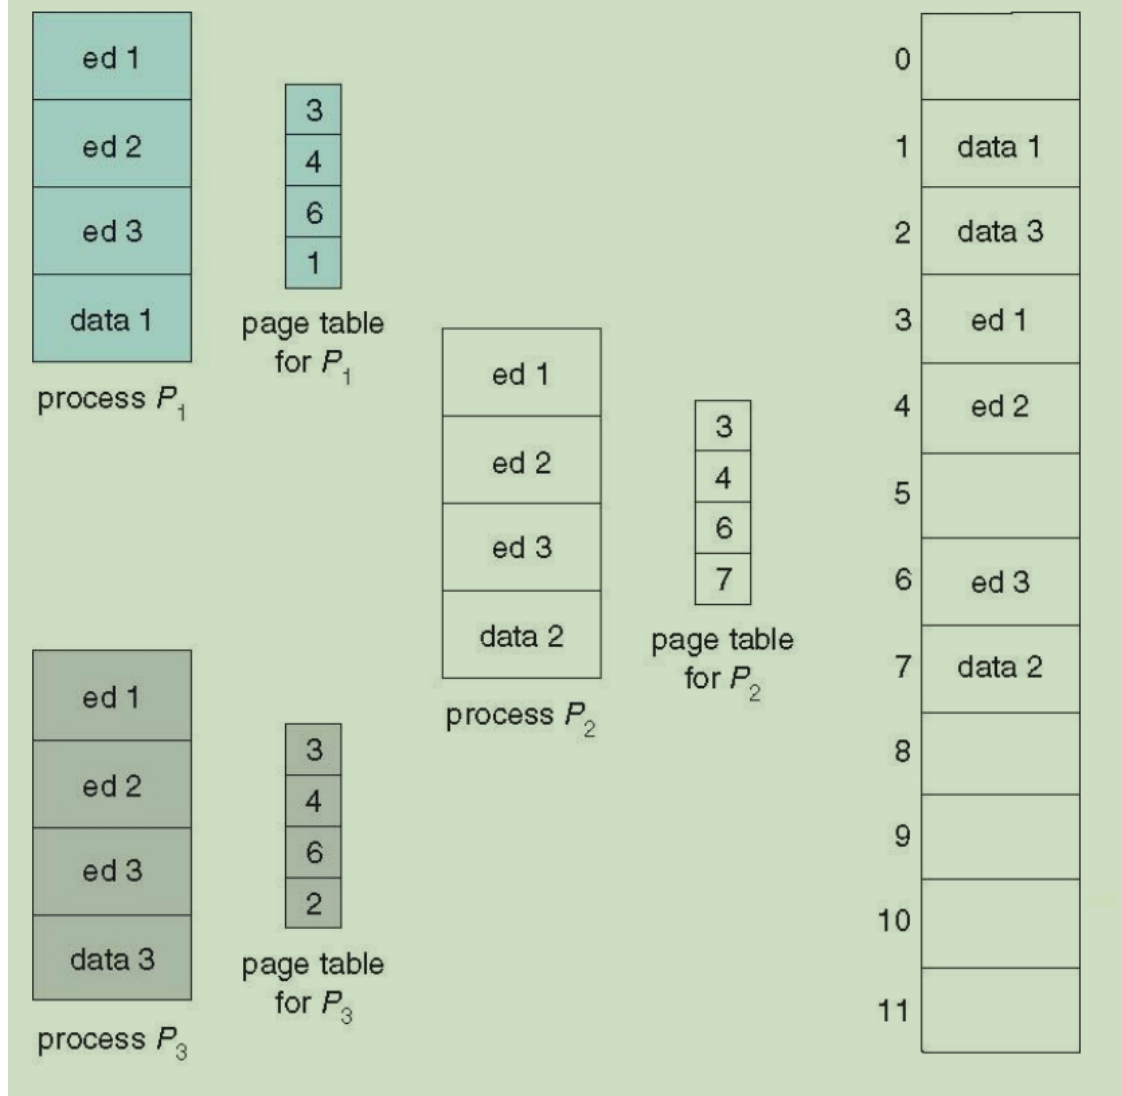 ed 1
ed 2
ed 3
data 1
process P1
3
4
6
1
page table
for P1
ed 1
ed 2
ed 3
data 2
process P2
3
4
6
7
page table
for P2
ed 1
ed 2
ed 3
data 3
process P3
3
4
6
2
page table
for P3
0
1 data 1
2 data 3
3 ed 1
4 ed 2
5
6 ed 3
7 data 2
8
9
10
11